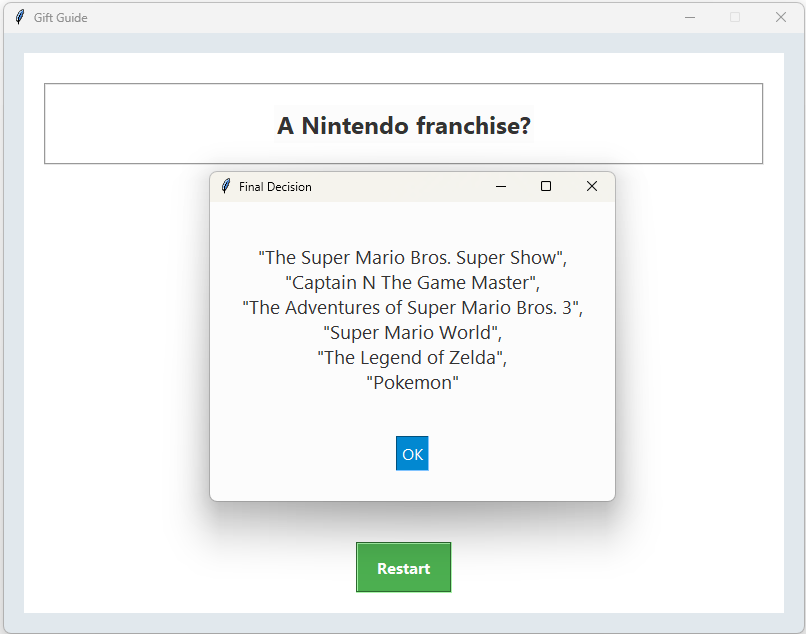 Gift Guide
A Nintendo franchise?
Final Decision
"The Super Mario Bros. Super Show",
"Captain N The Game Master",
"The Adventures of Super Mario Bros. 3",
"Super Mario World",
"The Legend of Zelda",
"Pokemon"
OK
Restart